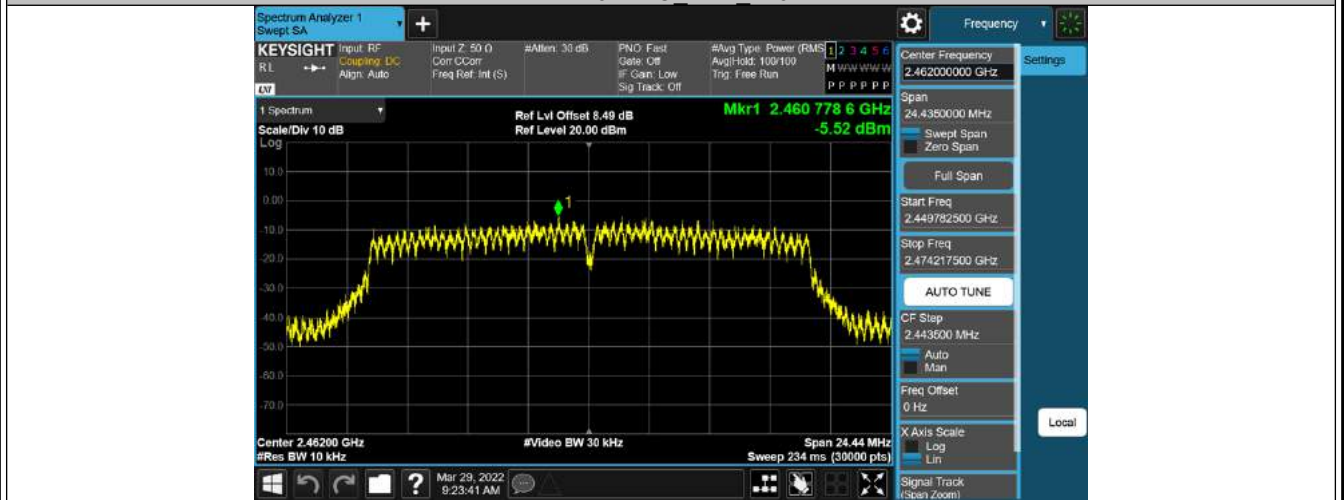 Spectrum Analyzer 1
Swept SA
+
Frequency
KEYSIGHT
RL
Input: RF
Coupling: DC
Align: Auto
Input Z: 50 Ω
Corr CCorr
Freq Ref: Int (S)
#Atten: 30 dB
PNO: Fast
Gate: Off
IF Gain: Low
Sig Track: Off
#Avg Type: Power (RMS
Avg|Hold: 100/100
Trig: Free Run
1 2 3 4 5 6
M W W W W W
P P P P P P
1 Spectrum
Scale/Div 10 dB
Log
Ref Lvl Offset 8.49 dB
Ref Level 20.00 dBm
Mkr1 2.460 778 6 GHz
-5.52 dBm
10.0
0.00
-10.0
-20.0
-30.0
-40.0
-50.0
-60.0
-70.0
1
Center 2.46200 GHz
#Res BW 10 kHz
#Video BW 30 kHz
Span 24.44 MHz
Sweep 234 ms (30000 pts)
Center Frequency
2.462000000 GHz
Settings
Span
24.4350000 MHz
Swept Span
Zero Span
Full Span
Start Freq
2.449782500 GHz
Stop Freq
2.474217500 GHz
AUTO TUNE
CF Step
2.443500 MHz
Auto
Man
Freq Offset
0 Hz
X Axis Scale
Log
Lin
Local
Signal Track
(Span Zoom)
?
Mar 29, 2022
9:23:41 AM